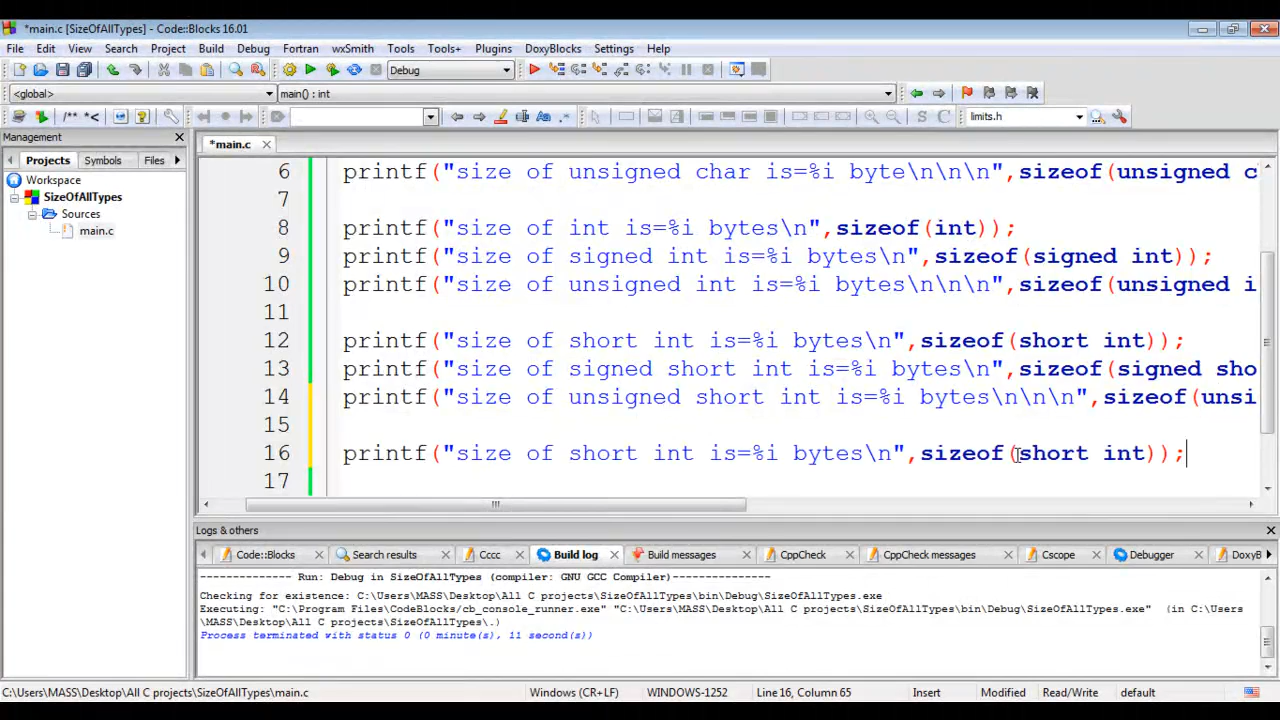 *main.c [SizeOfAllTypes] - Code::Blocks 16.01
File Edit View Search Project Build Debug Fortran wxSmith Tools Tools+ Plugins DoxyBlocks Settings Help
Debug
<global> main() : int
/** *< limits.h
Management
Projects Symbols Files
*main.c
Workspace
SizeOfAllTypes
Sources
main.c
6 printf("size of unsigned char is=%i byte\n\n\n",sizeof(unsigned c
7
8 printf("size of int is=%i bytes\n",sizeof(int));
9 printf("size of signed int is=%i bytes\n",sizeof(signed int));
10 printf("size of unsigned int is=%i bytes\n\n\n",sizeof(unsigned i
11
12 printf("size of short int is=%i bytes\n",sizeof(short int));
13 printf("size of signed short int is=%i bytes\n",sizeof(signed sho
14 printf("size of unsigned short int is=%i bytes\n\n\n",sizeof(unsi
15
16 printf("size of short int is=%i bytes\n",sizeof(short int));
17
Logs & others
Code::Blocks Search results Cccc Build log Build messages CppCheck CppCheck messages Cscope Debugger DoxyB
-------------- Run: Debug in SizeOfAllTypes (compiler: GNU GCC Compiler)---------------
Checking for existence: C:\Users\MASS\Desktop\All C projects\SizeOfAllTypes\bin\Debug\SizeOfAllTypes.exe
Executing: "C:\Program Files\CodeBlocks/cb_console_runner.exe" "C:\Users\MASS\Desktop\All C projects\SizeOfAllTypes\bin\Debug\SizeOfAllTypes.exe" (in C:\Users
\MASS\Desktop\All C projects\SizeOfAllTypes\.)
Process terminated with status 0 (0 minute(s), 11 second(s))
C:\Users\MASS\Desktop\All C projects\SizeOfAllTypes\main.c Windows (CR+LF) WINDOWS-1252 Line 16, Column 65 Insert Modified Read/Write default